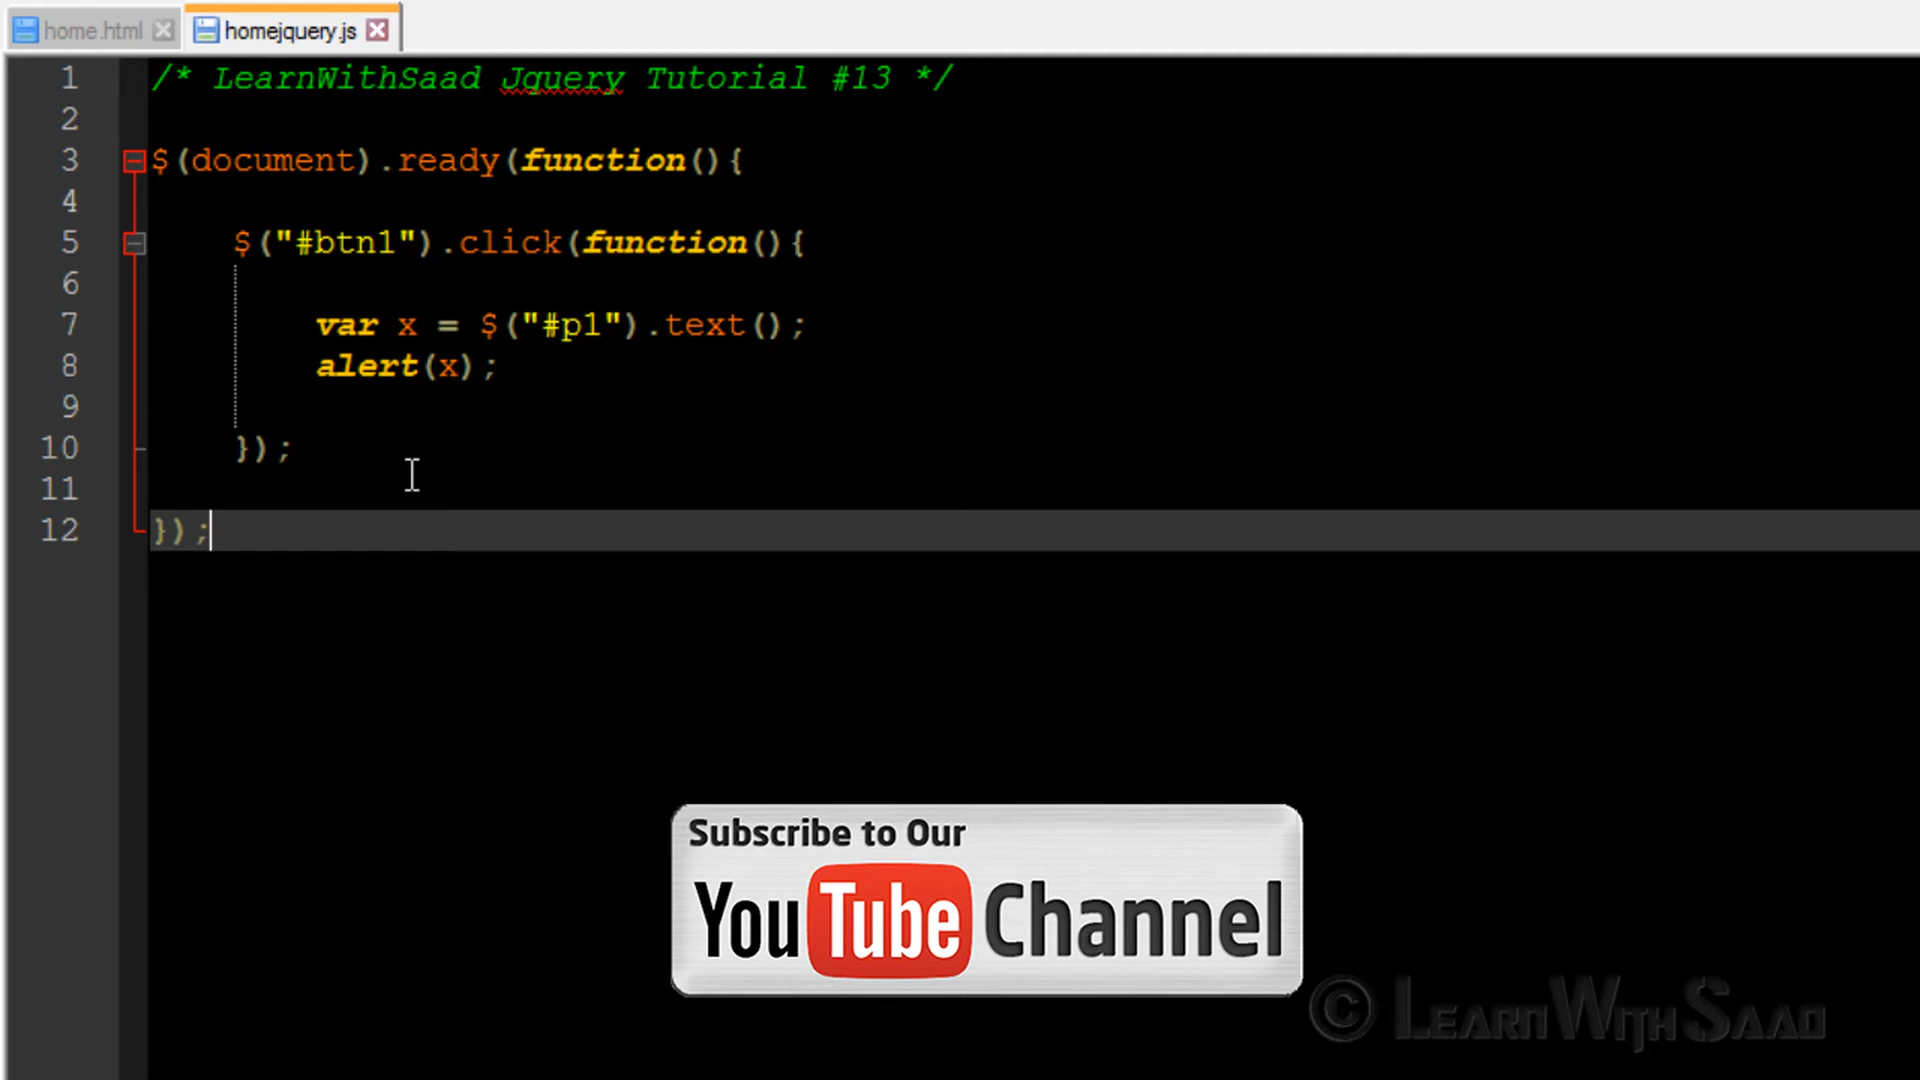 home.html homejquery.js
1 /* LearnWithSaad Jquery Tutorial #13 */
2
3 $(document).ready(function(){
4
5 $("#btn1").click(function(){
6
7 var x = $("#p1").text();
8 alert(x);
9
10 });
11
12 });
Subscribe to Our
YouTube Channel
© LearnWithSaad